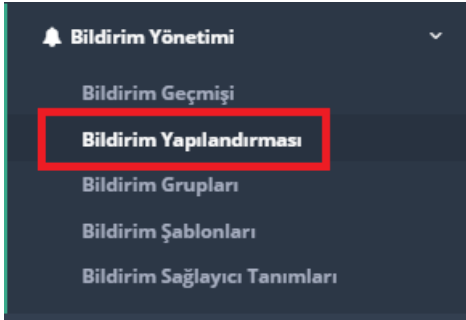 Bildirim Yönetimi
Bildirim Geçmişi
Bildirim Yapılandırması
Bildirim Grupları
Bildirim Şablonları
Bildirim Sağlayıcı Tanımları